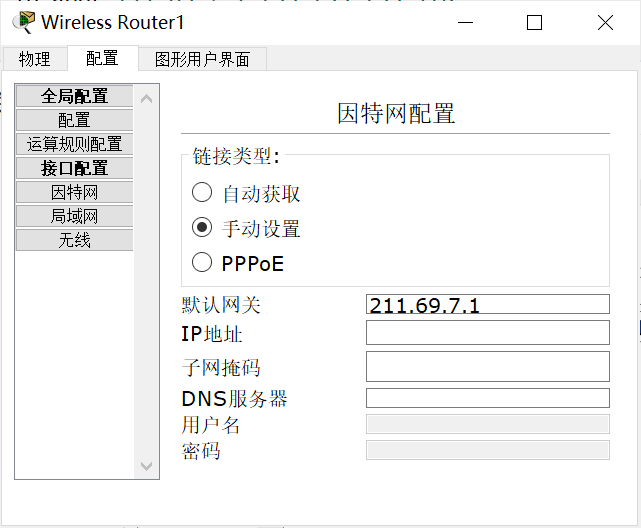 Wireless Router1
物理 配置 图形用户界面
全局配置
配置
运算规则配置
接口配置
因特网
局域网
无线
因特网配置
链接类型:
自动获取
手动设置
PPPoE
默认网关 211.69.7.1
IP地址
子网掩码
DNS服务器
用户名
密码